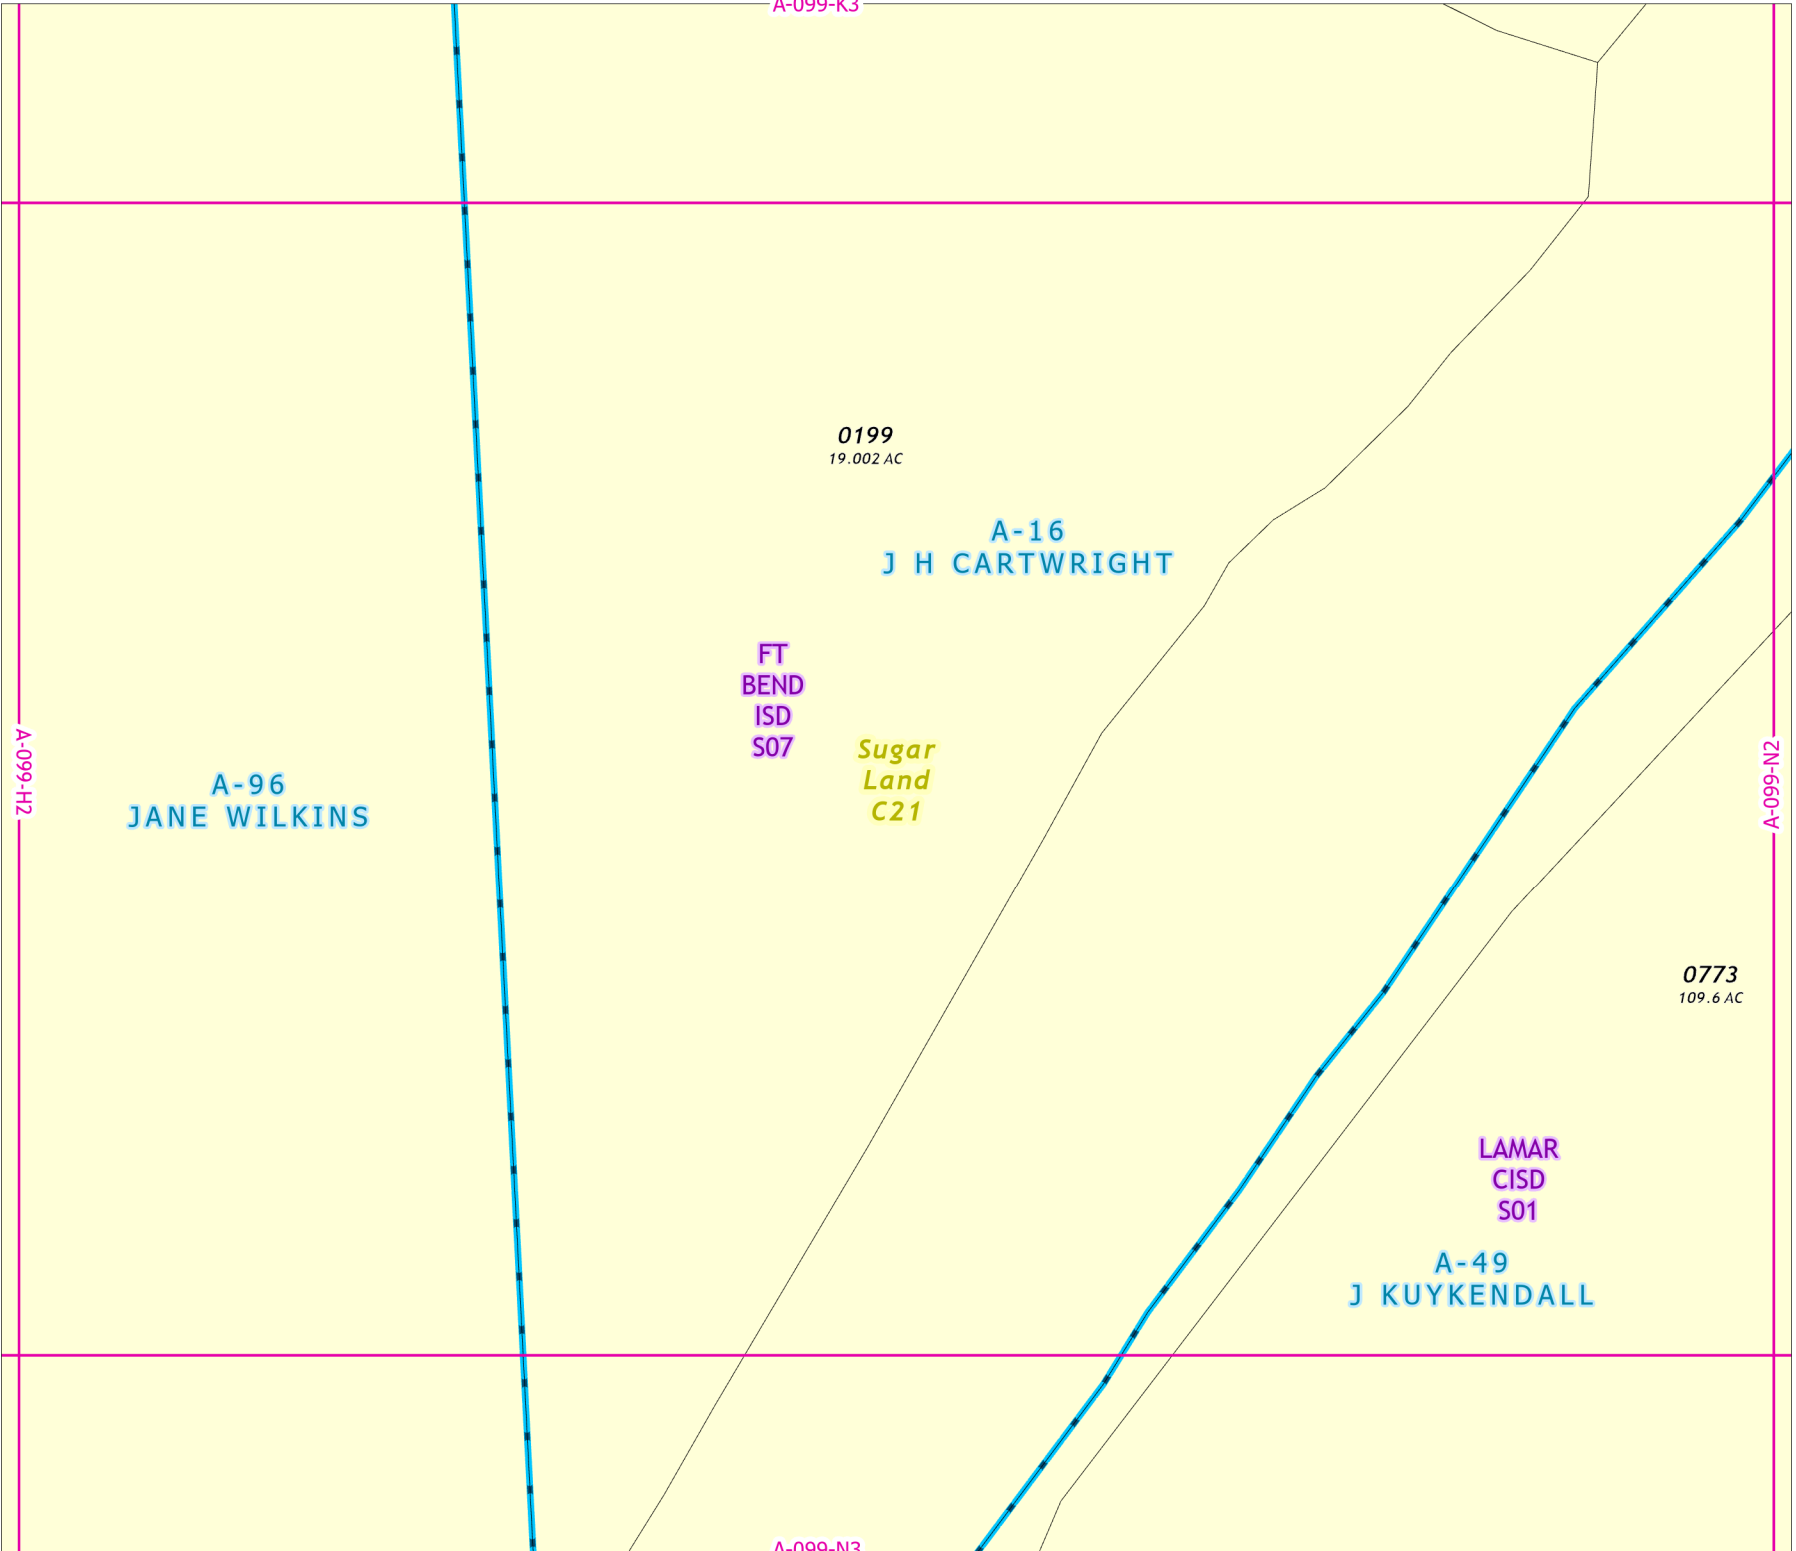 A-099-K3
0199
19.002 AC
A-16
J H CARTWRIGHT
FT
BEND
ISD
S07
Sugar
Land
C21
A-099-H2
A-96
JANE WILKINS
A-099-N2
0773
109.6 AC
LAMAR
CISD
S01
A-49
J KUYKENDALL
A-099-N3